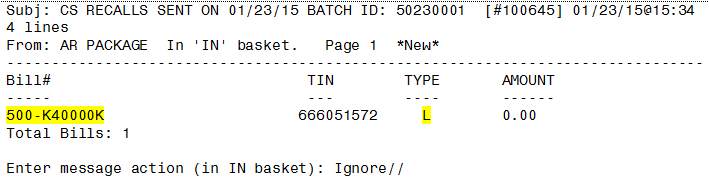 Subj: CS RECALLS SENT ON 01/23/15 BATCH ID: 50230001  [#100645] 01/23/15@15:34
4 lines
From: AR PACKAGE  In 'IN' basket.   Page 1  *New*
-------------------------------------------------------------------------------
Bill#                         TIN         TYPE        AMOUNT
-----                         ---         ----        ------
500-K40000K                   666051572     L         0.00
Total Bills: 1
Enter message action (in IN basket): Ignore//